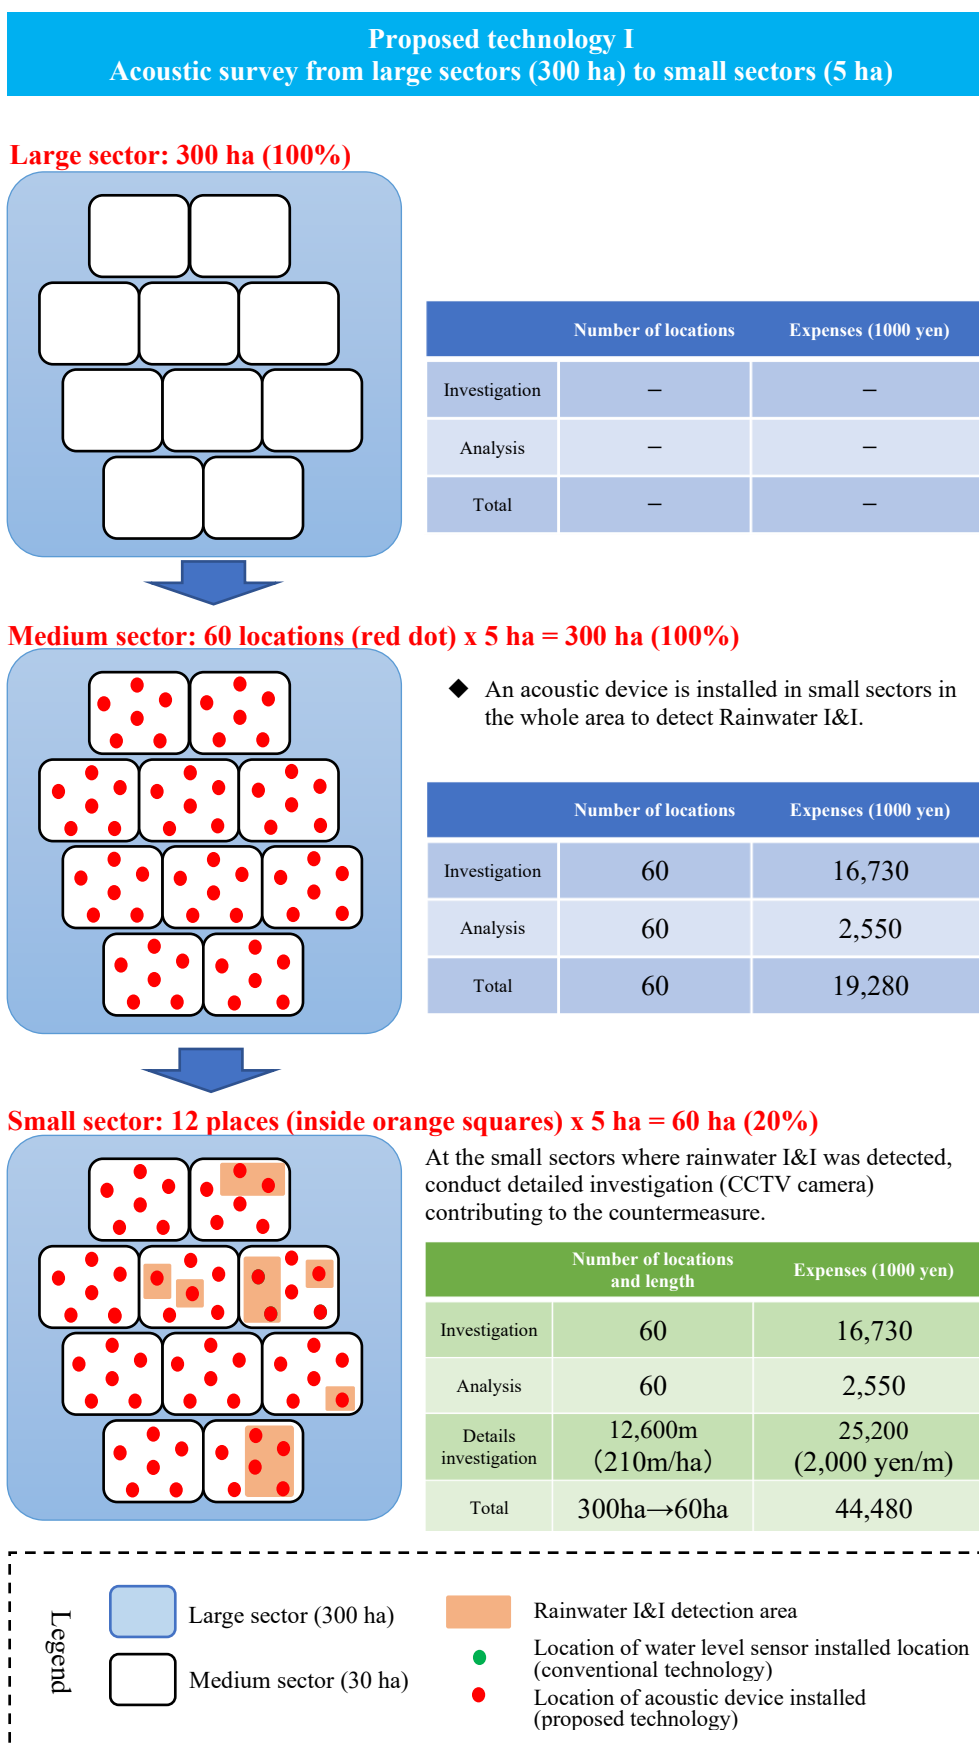 Proposed technology I
Acoustic survey from large sectors (300 ha) to small sectors (5 ha)
Large sector: 300 ha (100%)
Number of locations Expenses (1000 yen)
Investigation – –
Analysis – –
Total – –
Medium sector: 60 locations (red dot) x 5 ha = 300 ha (100%)
◆ An acoustic device is installed in small sectors in
the whole area to detect Rainwater I&I.
Number of locations Expenses (1000 yen)
Investigation 60 16,730
Analysis 60 2,550
Total 60 19,280
Small sector: 12 places (inside orange squares) x 5 ha = 60 ha (20%)
At the small sectors where rainwater I&I was detected,
conduct detailed investigation (CCTV camera)
contributing to the countermeasure.
Number of locations
and length Expenses (1000 yen)
Investigation 60 16,730
Analysis 60 2,550
Details
investigation 12,600m
（210m/ha） 25,200
(2,000 yen/m)
Total 300ha→60ha 44,480
Legend
Large sector (300 ha)
Medium sector (30 ha)
Rainwater I&I detection area
Location of water level sensor installed location
(conventional technology)
Location of acoustic device installed
(proposed technology)